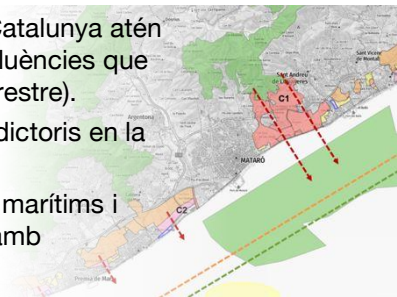 Catalunya atén
luències que
restre).
dictoris en la
marítims i
amb
Sant Andreu
de Llavaneres
C1
Argentona
MATARÓ
C2
Premià de Mar
Sant Vicenç
de Montalt